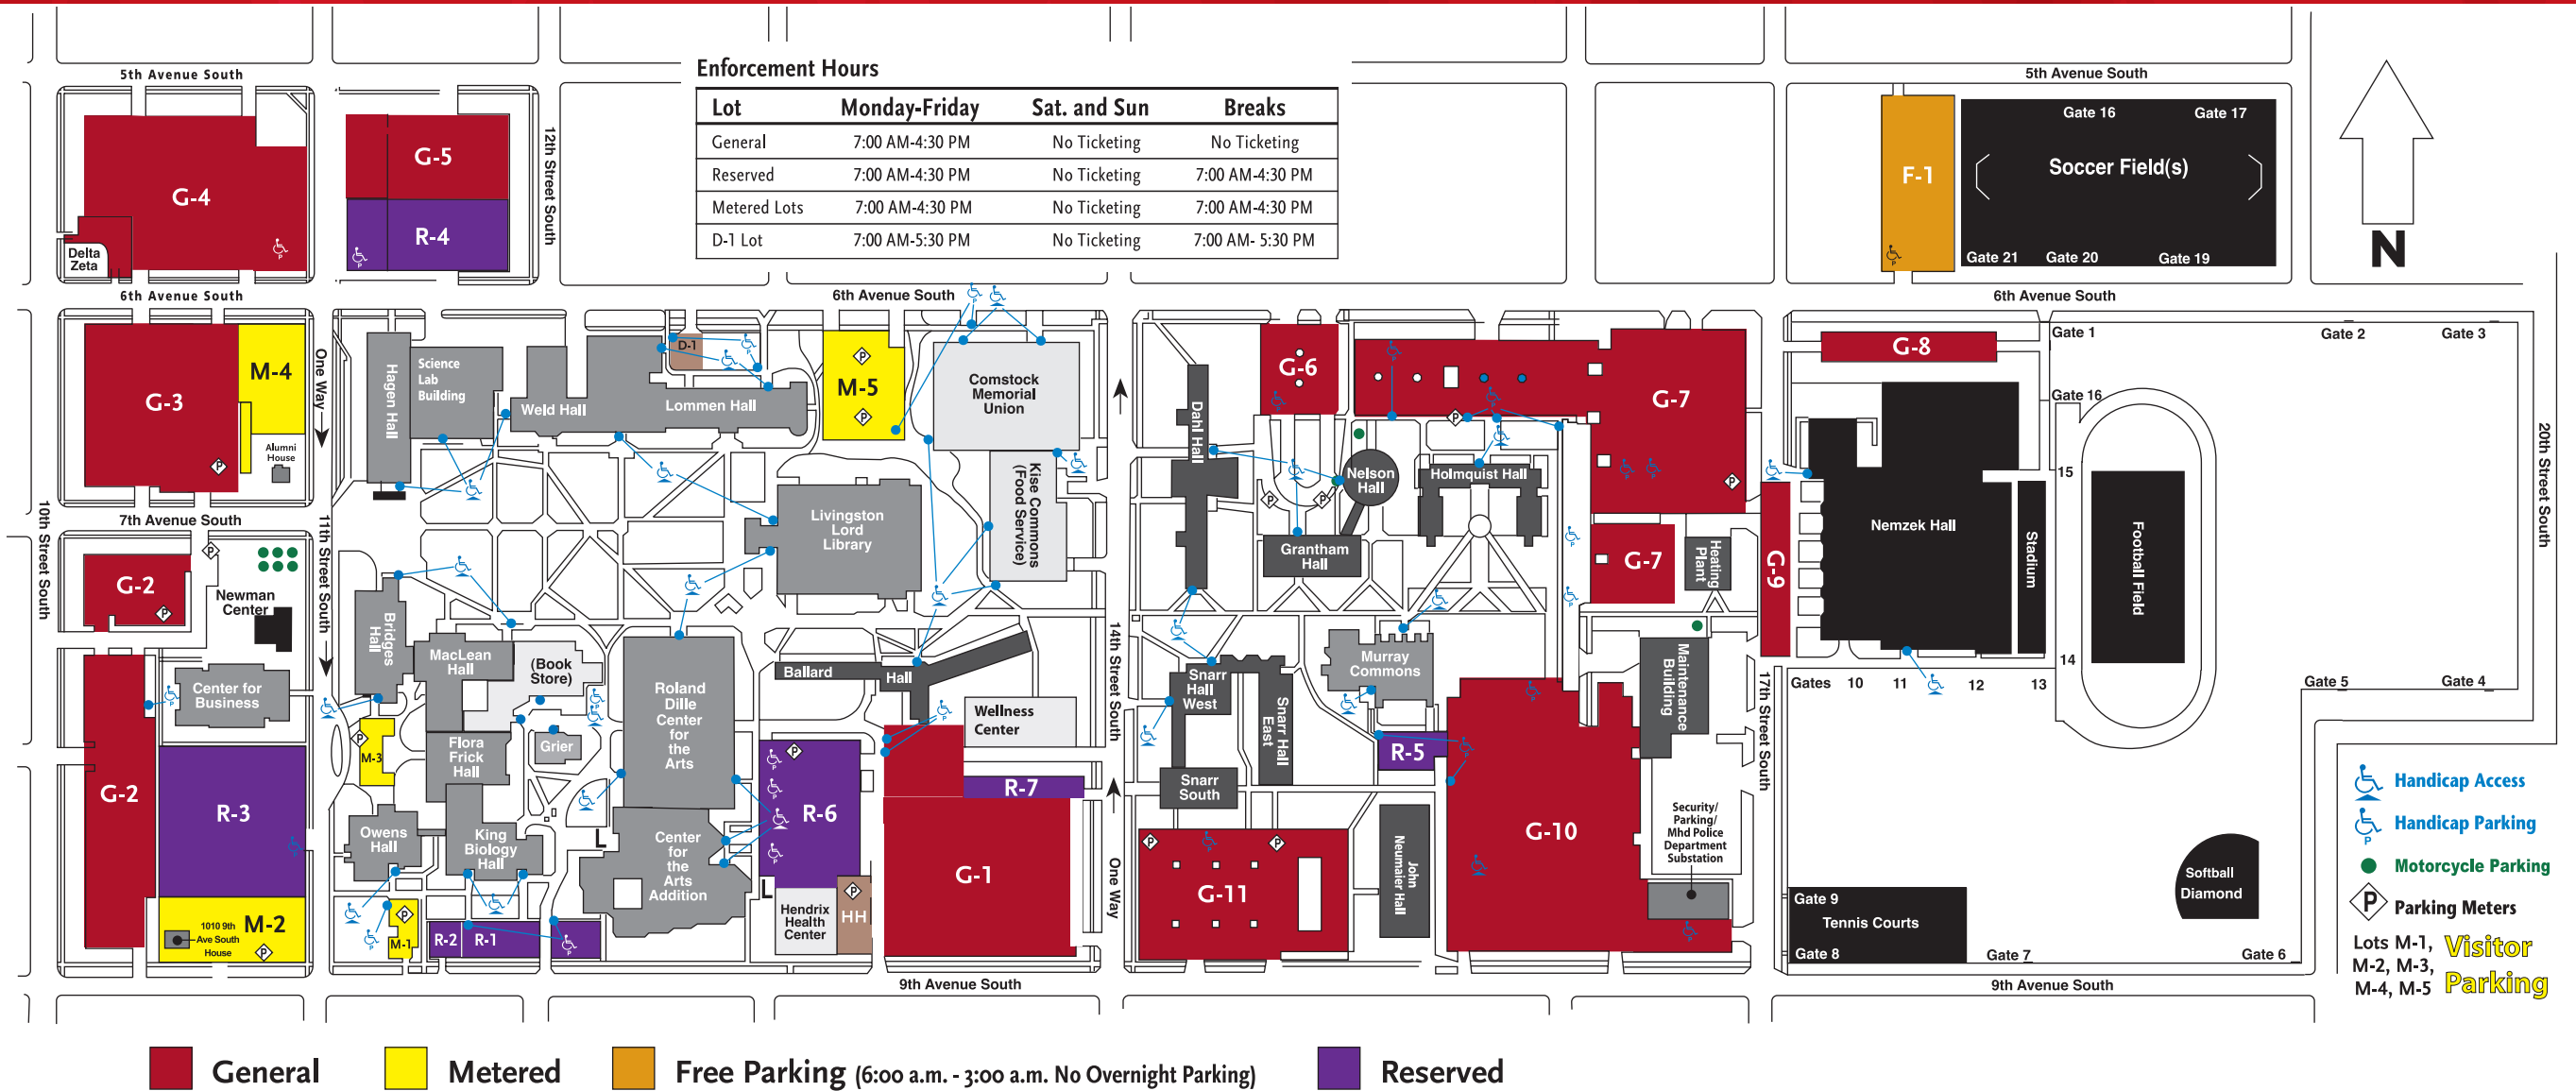 5th Avenue South
5th Avenue South
Enforcement Hours
Lot Monday-Friday Sat. and Sun Breaks
General 7:00 AM-4:30 PM No Ticketing No Ticketing
Reserved 7:00 AM-4:30 PM No Ticketing 7:00 AM-4:30 PM
Metered Lots 7:00 AM-4:30 PM No Ticketing 7:00 AM-4:30 PM
D-1 Lot 7:00 AM-5:30 PM No Ticketing 7:00 AM- 5:30 PM
G-4
Delta
Zeta
G-5
R-4
12th Street South
F-1
Gate 16
Gate 17
Soccer Field(s)
Gate 21
Gate 20
Gate 19
N
6th Avenue South
6th Avenue South
6th Avenue South
G-3
M-4
Alumni
House
P
One Way
Hagen Hall
Science
Lab
Building
Weld Hall
Lommen Hall
D-1
P
M-5
P
P
Comstock
Memorial
Union
Kise Commons
(Food Service)
Dahl Hall
G-6
G-7
P
P
Nelson
Hall
P
P
Holmquist Hall
Grantham
Hall
G-7
Heating
Plant
G-8
G-9
Gate 1
Gate 2
Gate 3
Gate 16
15
14
Nemzek Hall
Stadium
Football Field
20th Street South
10th Street South
7th Avenue South
11th Street South
G-2
P
P
Newman
Center
Center for
Business
G-2
R-3
M-2
P
1010 9th
Ave South
House
Livingston
Lord
Library
Bridges
Hall
MacLean
Hall
(Book
Store)
Flora
Frick
Hall
Grier
M-3
P
Owens
Hall
King
Biology
Hall
M-1
P
R-2
R-1
Roland
Dille
Center
for
the
Arts
Center
for
the
Arts
Addition
L
L
Ballard
Hall
Wellness
Center
R-6
P
R-7
G-1
Hendrix
Health
Center
HH
P
14th Street South
One Way
Snarr
Hall
West
Snarr Hall
East
Snarr
South
Murray
Commons
R-5
G-10
G-11
P
P
John
Neumaier Hall
Maintenance
Building
17th Street South
Security/
Parking/
Mhd Police
Department
Substation
Gates 10 11 12 13
Gate 5
Gate 4
Gate 9
Tennis Courts
Gate 8
Gate 7
Gate 6
Softball
Diamond
Handicap Access
P Handicap Parking
Motorcycle Parking
P Parking Meters
Lots M-1,
M-2, M-3,
M-4, M-5
Visitor
Parking
9th Avenue South
9th Avenue South
General
Metered
Free Parking (6:00 a.m. - 3:00 a.m. No Overnight Parking)
Reserved